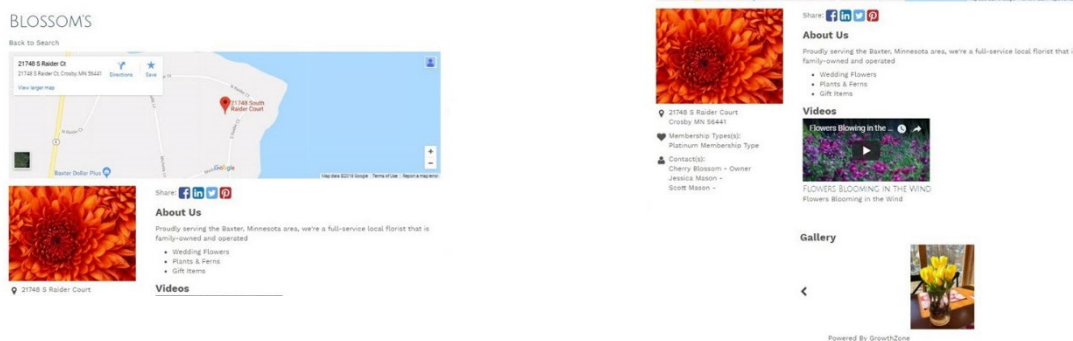 BLOSSOM'S
Back to Search
21748 S Raider Ct
21748 S Raider Ct, Crosby, MN 56441
Directions
Save
View larger map
21748 South
Raider Court
Baxter Dollar Plus
Google
Map data ©2018 Google Terms of Use Report a map error
Share:
About Us
Proudly serving the Baxter, Minnesota area, we're a full-service local florist that is
family-owned and operated
• Wedding Flowers
• Plants & Ferns
• Gift Items
21748 S Raider Court
Videos
Share:
About Us
Proudly serving the Baxter, Minnesota area, we're a full-service local florist that i
family-owned and operated
• Wedding Flowers
• Plants & Ferns
• Gift Items
21748 S Raider Court
Crosby MN 56441
Membership Types(s):
Platinum Membership Type
Contact(s):
Cherry Blossom - Owner
Jessica Mason -
Scott Mason -
Videos
Flowers Blowing in the ...
FLOWERS BLOOMING IN THE WIND
Flowers Blooming in the Wind
Gallery
Powered By GrowthZone